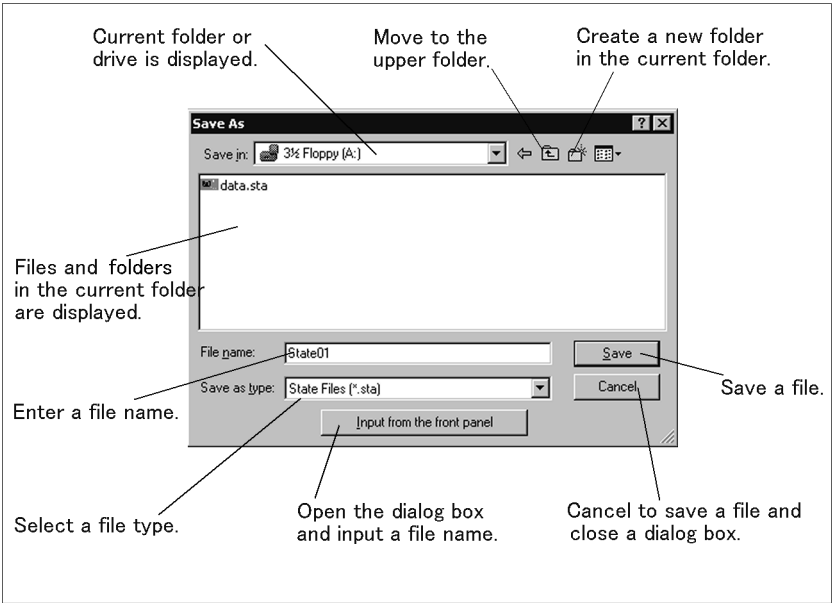 Current folder or
drive is displayed.
Move to the
upper folder.
Create a new folder
in the current folder.
Save As
Save in:
3½ Floppy (A:)
data.sta
Files and folders
in the current folder
are displayed.
File name:
State01
Save
Save as type:
State Files (*.sta)
Cancel
Save a file.
Enter a file name.
Input from the front panel
Select a file type.
Open the dialog box
and input a file name.
Cancel to save a file and
close a dialog box.